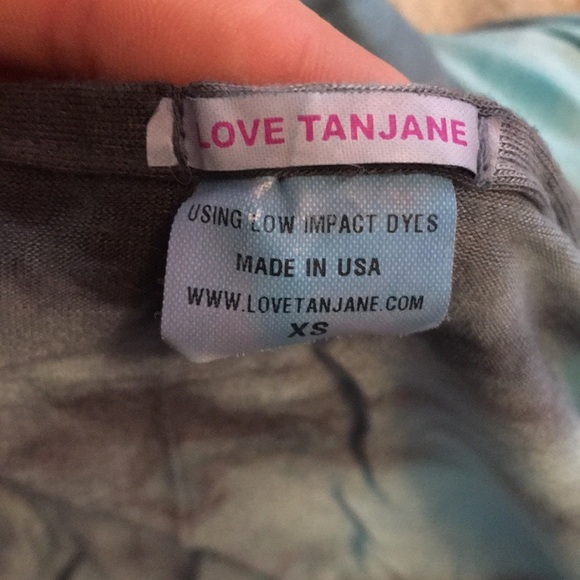 LOVE TANJANE
USING LOW IMPACT DYES
MADE IN USA
WWW.LOVETANJANE.COM
XS